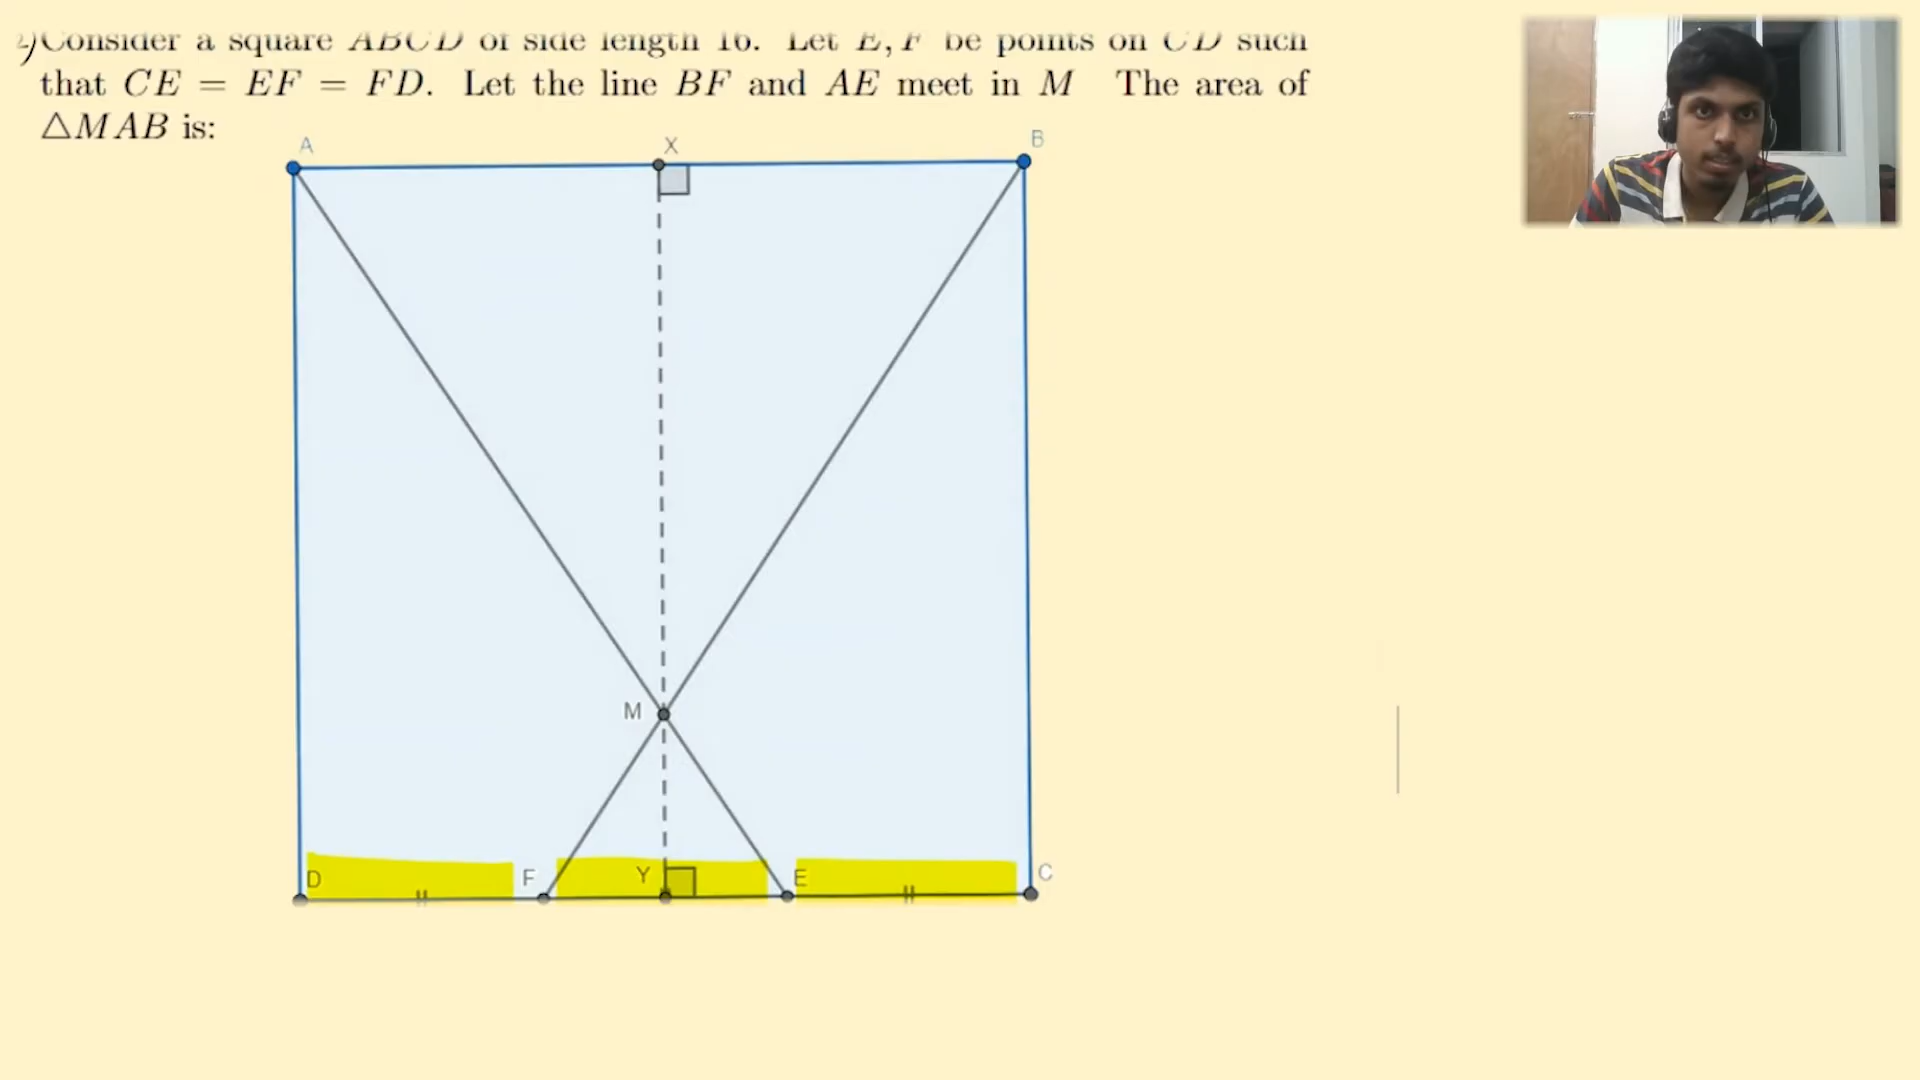 2) Consider a square ABCD of side length 16. Let E, F be points on CD such
that CE = EF = FD. Let the line BF and AE meet in M The area of
△MAB is:
A X B
M
D F Y E C